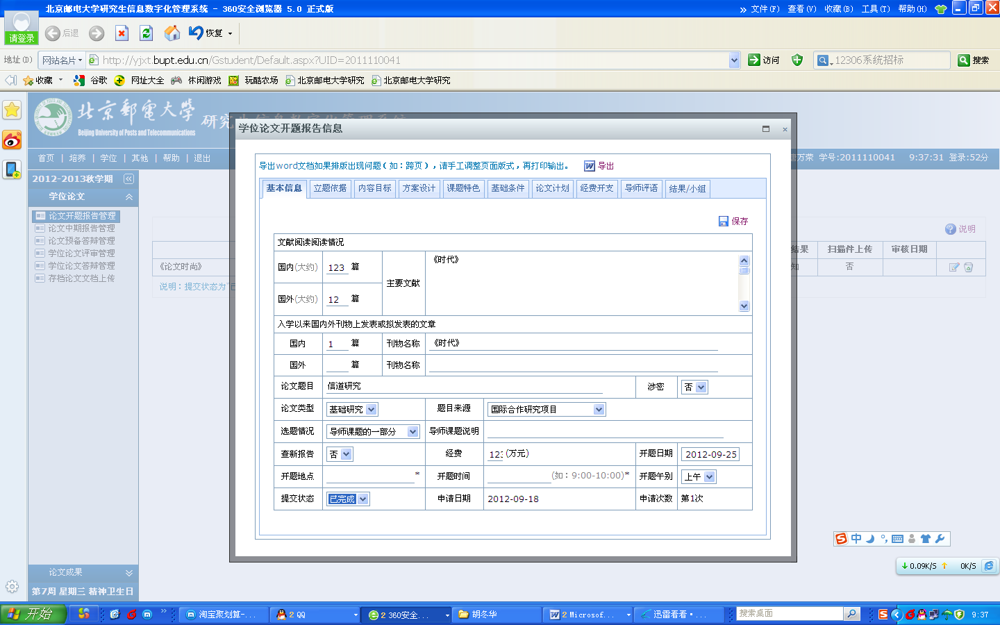 北京邮电大学研究生信息数字化管理系统 - 360安全浏览器 5.0 正式版
» 文件(F) 查看(V) 收藏(B) 工具(T) 帮助(H)
请登录
后退
恢复
地址(D)
网站名片
http://yjxt.bupt.edu.cn/Gstudent/Default.aspx?UID=2011110041
访问
12306系统招标
搜索
收藏
谷歌
网址大全
休闲游戏
玩酷农场
北京邮电大学研究
北京邮电大学研究
北京郵電大學
Beijing University of Posts and Telecommunications
研究生信息数字化管理系统
首页 | 培养 | 学位 | 其他 | 帮助 | 退出
万荣 学号:2011110041 9:37:31 登录:52分
2012-2013秋学期
学位论文
论文开题报告管理
论文中期报告管理
论文预备答辩管理
学位论文评审管理
学位论文答辩管理
存档论文文档上传
论文成果
第7周 星期三 精神卫生日
说明
结果 扫描件上传 审核日期
《论文时尚》
知 否
说明：提交状态为"已
学位论文开题报告信息
导出word文档如果排版出现问题（如：跨页），请手工调整页面版式，再打印输出。 导出
基本信息 立题依据 内容目标 方案设计 课题特色 基础条件 论文计划 经费开支 导师评语 结果/小组
保存
文献阅读阅读情况
国内(大约) 123 篇 主要文献 《时代》
国外(大约) 12 篇
入学以来国内外刊物上发表或拟发表的文章
国内 1 篇 刊物名称 《时代》
国外 篇 刊物名称
论文题目 信道研究 涉密 否
论文类型 基础研究 题目来源 国际合作研究项目
选题情况 导师课题的一部分 导师课题说明
查新报告 否 经费 123 (万元) 开题日期 2012-09-25
开题地点 * 开题时间 (如：9:00-10:00)* 开题午别 上午
提交状态 已完成 申请日期 2012-09-18 申请次数 第1次
中
0.09K/S 0K/S
开始
淘宝聚划算-...
2 QQ
2 360安全...
胡冬华
2 Microsof...
迅雷看看·...
搜索桌面
9:37